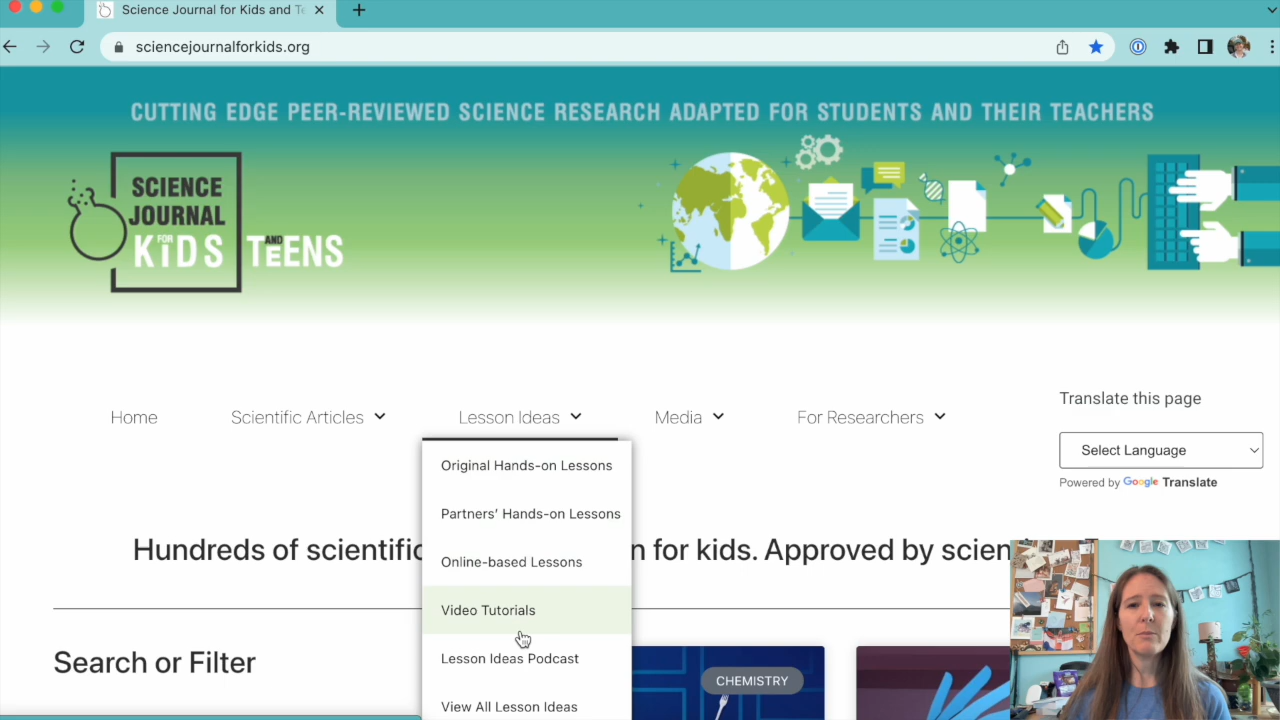 Science Journal for Kids and Te
sciencejournalforkids.org
CUTTING EDGE PEER-REVIEWED SCIENCE RESEARCH ADAPTED FOR STUDENTS AND THEIR TEACHERS
SCIENCE
JOURNAL
FOR KIDS AND TEENS
Home
Scientific Articles
Lesson Ideas
Media
For Researchers
Translate this page
Select Language
Powered by Google Translate
Original Hands-on Lessons
Partners' Hands-on Lessons
Online-based Lessons
Video Tutorials
Lesson Ideas Podcast
View All Lesson Ideas
Hundreds of scientific n for kids. Approved by scien
Search or Filter
CHEMISTRY